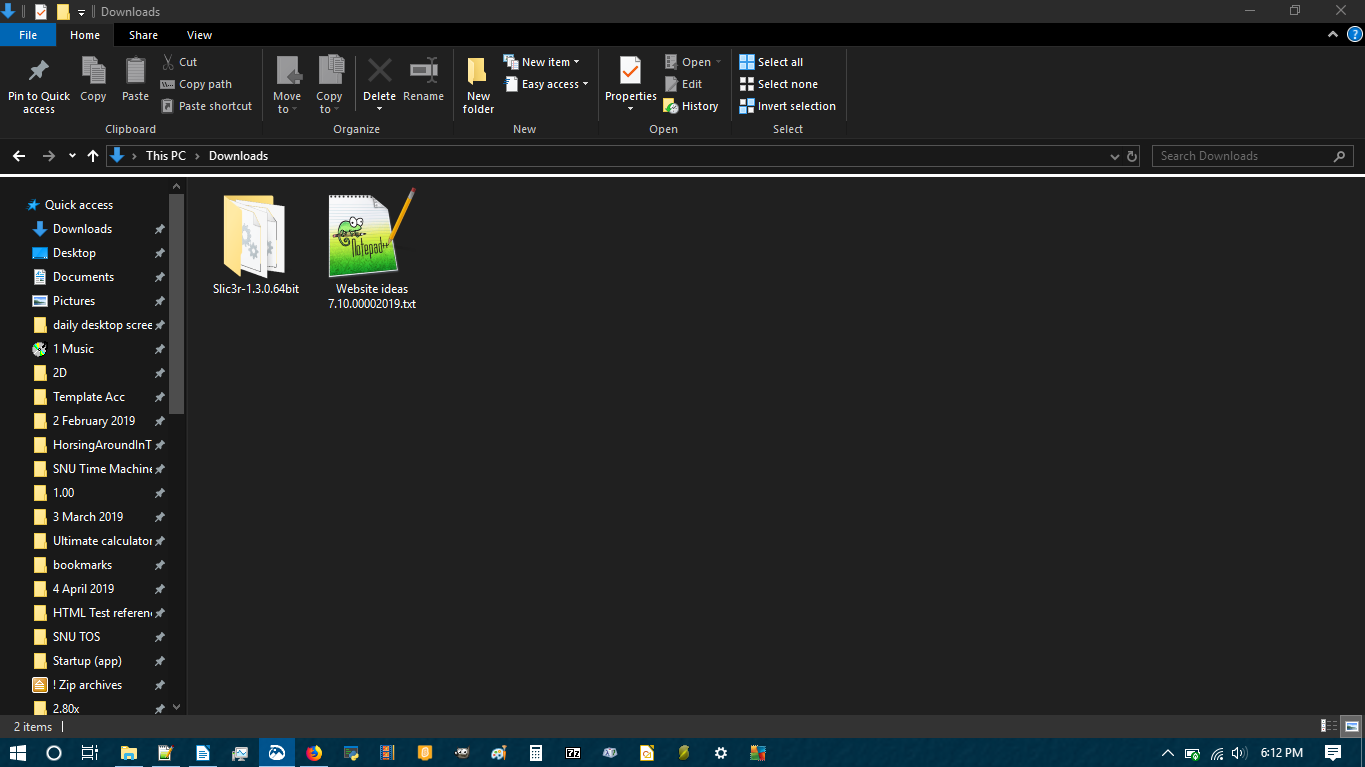 Downloads
File Home Share View
Pin to Quick access
Copy
Paste
Cut
Copy path
Paste shortcut
Clipboard
Move to
Copy to
Delete
Rename
Organize
New folder
New item
Easy access
New
Properties
Open
Edit
History
Open
Select all
Select none
Invert selection
Select
This PC > Downloads
Search Downloads
Quick access
Downloads
Desktop
Documents
Pictures
daily desktop scree
1 Music
2D
Template Acc
2 February 2019
HorsingAroundInT
SNU Time Machine
1.00
3 March 2019
Ultimate calculator
bookmarks
4 April 2019
HTML Test referen
SNU TOS
Startup (app)
! Zip archives
2.80x
Slic3r-1.3.0.64bit
Notepad++
Website ideas
7.10.00002019.txt
2 items
6:12 PM